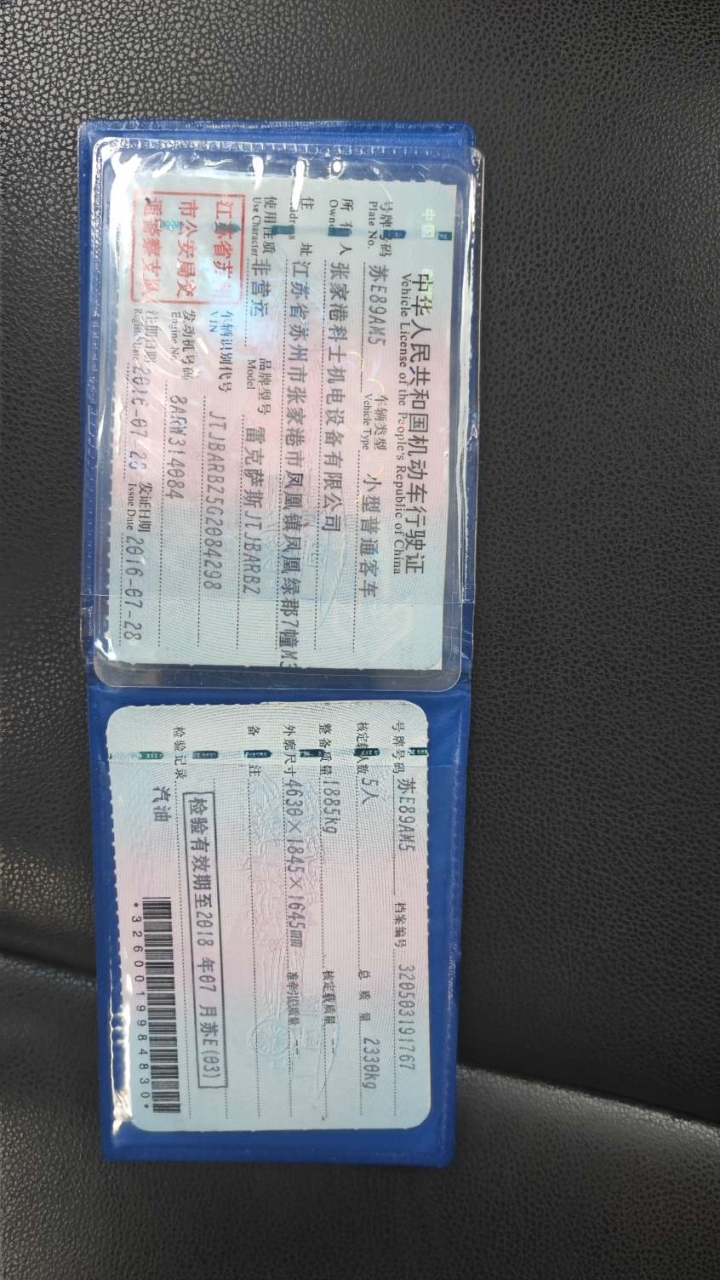 中华人民共和国机动车行驶证
Vehicle License of the People's Republic of China
号牌号码 苏E89AM5 车辆类型 小型普通客车
Plate No. Vehicle Type
所有人 张家港科士机电设备有限公司
Owner
住址 江苏省苏州市张家港市凤凰镇凤凰绿郡7幢M3
Address
使用性质 非营运 品牌型号 雷克萨斯JTJBARBZ
Use Character Model
江苏省苏
市公安局交
通警察支队
车辆识别代号 JTJBARBZ5G2084298
VIN
发动机号码 8ARW314084
Engine No.
注册日期 2016-07-28 发证日期 2016-07-28
Register Date Issue Date
号牌号码 苏E89AM5 档案编号 320503191767
核定载人数 5人 总质量 2330kg
整备质量 1885kg 核定载质量 --
外廓尺寸 4630×1845×1645mm 准牵引总质量 --
备注
检验有效期至2018年07月苏E(03)
检验记录
汽油
*3260019984830*